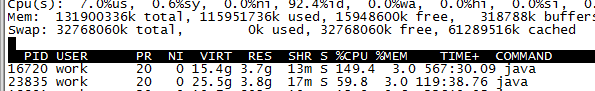 Cpu(s):  7.0%us,  0.6%sy,  0.0%ni, 92.4%id,  0.0%wa,  0.0%hi,  0.0%si,
Mem:  131900336k total, 115951736k used, 15948600k free,   318788k buffers
Swap: 32768060k total,        0k used, 32768060k free, 61289516k cached
PID USER      PR  NI  VIRT  RES  SHR S %CPU %MEM    TIME+  COMMAND
16720 work      20   0 15.4g 3.7g  13m S 149.4  3.0 567:30.09 java
23835 work      20   0 25.5g 3.8g  17m S 59.8  3.0 119:38.76 java